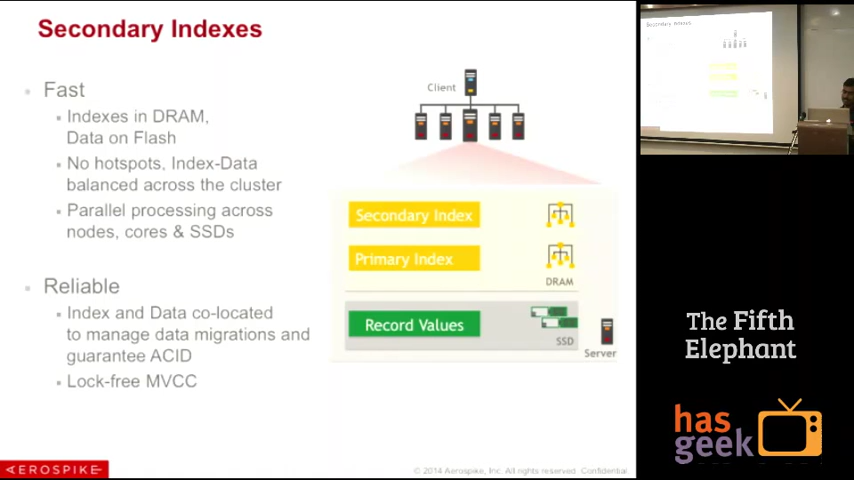 Secondary Indexes
Fast
Indexes in DRAM,
Data on Flash
No hotspots, Index-Data
balanced across the cluster
Parallel processing across
nodes, cores & SSDs
Reliable
Index and Data co-located
to manage data migrations and
guarantee ACID
Lock-free MVCC
Client
Secondary Index
Primary Index
DRAM
Record Values
SSD
Server
AEROSPIKE
© 2014 Aerospike, Inc. All rights reserved. Confidential
Secondary Indexes
The Fifth
Elephant
has
geek